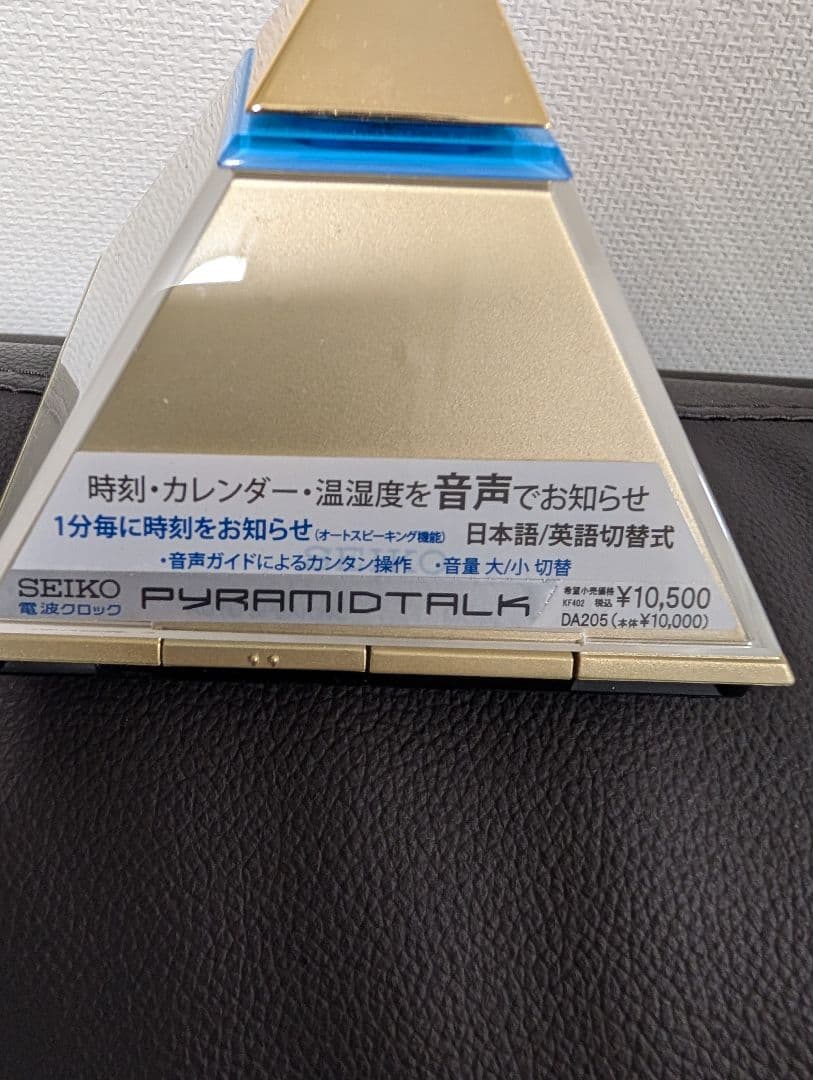 時刻・カレンダー・温湿度を音声でお知らせ
1分毎に時刻をお知らせ(オートスピーキング機能) 日本語/英語切替式
・音声ガイドによるカンタン操作 ・音量 大/小 切替
SEIKO
電波クロック
PYRAMIDTALK
希望小売価格
KF402 税込 ¥10,500
DA205(本体¥10,000)
SEIKO